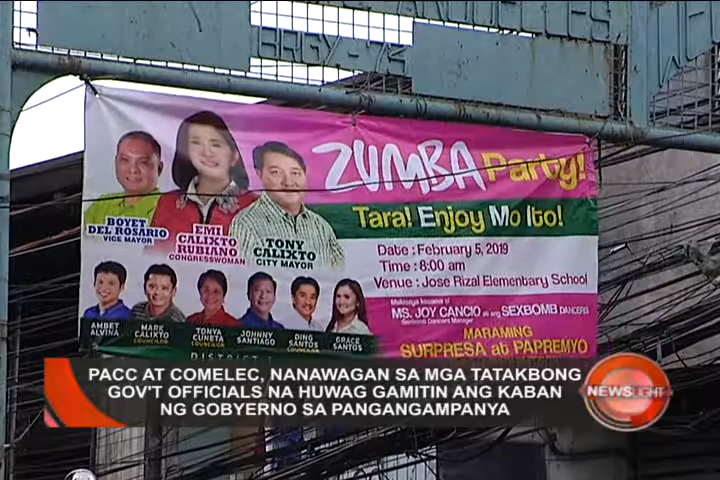 BRGY - 73
ZUMBA Party!
Tara! Enjoy Mo Ito!
Date : February 5, 2019
Time : 8:00 am
Venue : Jose Rizal Elementary School
Makisaya kasama si
MS. JOY CANCIO at ang SEXBOMB DANCERS
Sexbomb Dancers Manager
MARAMING
SURPRESA at PAPREMYO
BOYET
DEL ROSARIO
VICE MAYOR
EMI
CALIXTO
RUBIANO
CONGRESSWOMAN
TONY
CALIXTO
CITY MAYOR
AMBET
ALVINA
MARK
CALIXTO
COUNCILOR
TONYA
CUNETA
COUNCILOR
JOHNNY
SANTIAGO
DING
SANTOS
COUNCILOR
GRACE
SANTOS
DISTRICT
PACC AT COMELEC, NANAWAGAN SA MGA TATAKBONG
GOV'T OFFICIALS NA HUWAG GAMITIN ANG KABAN
NG GOBYERNO SA PANGANGAMPANYA
NEWSLIGHT